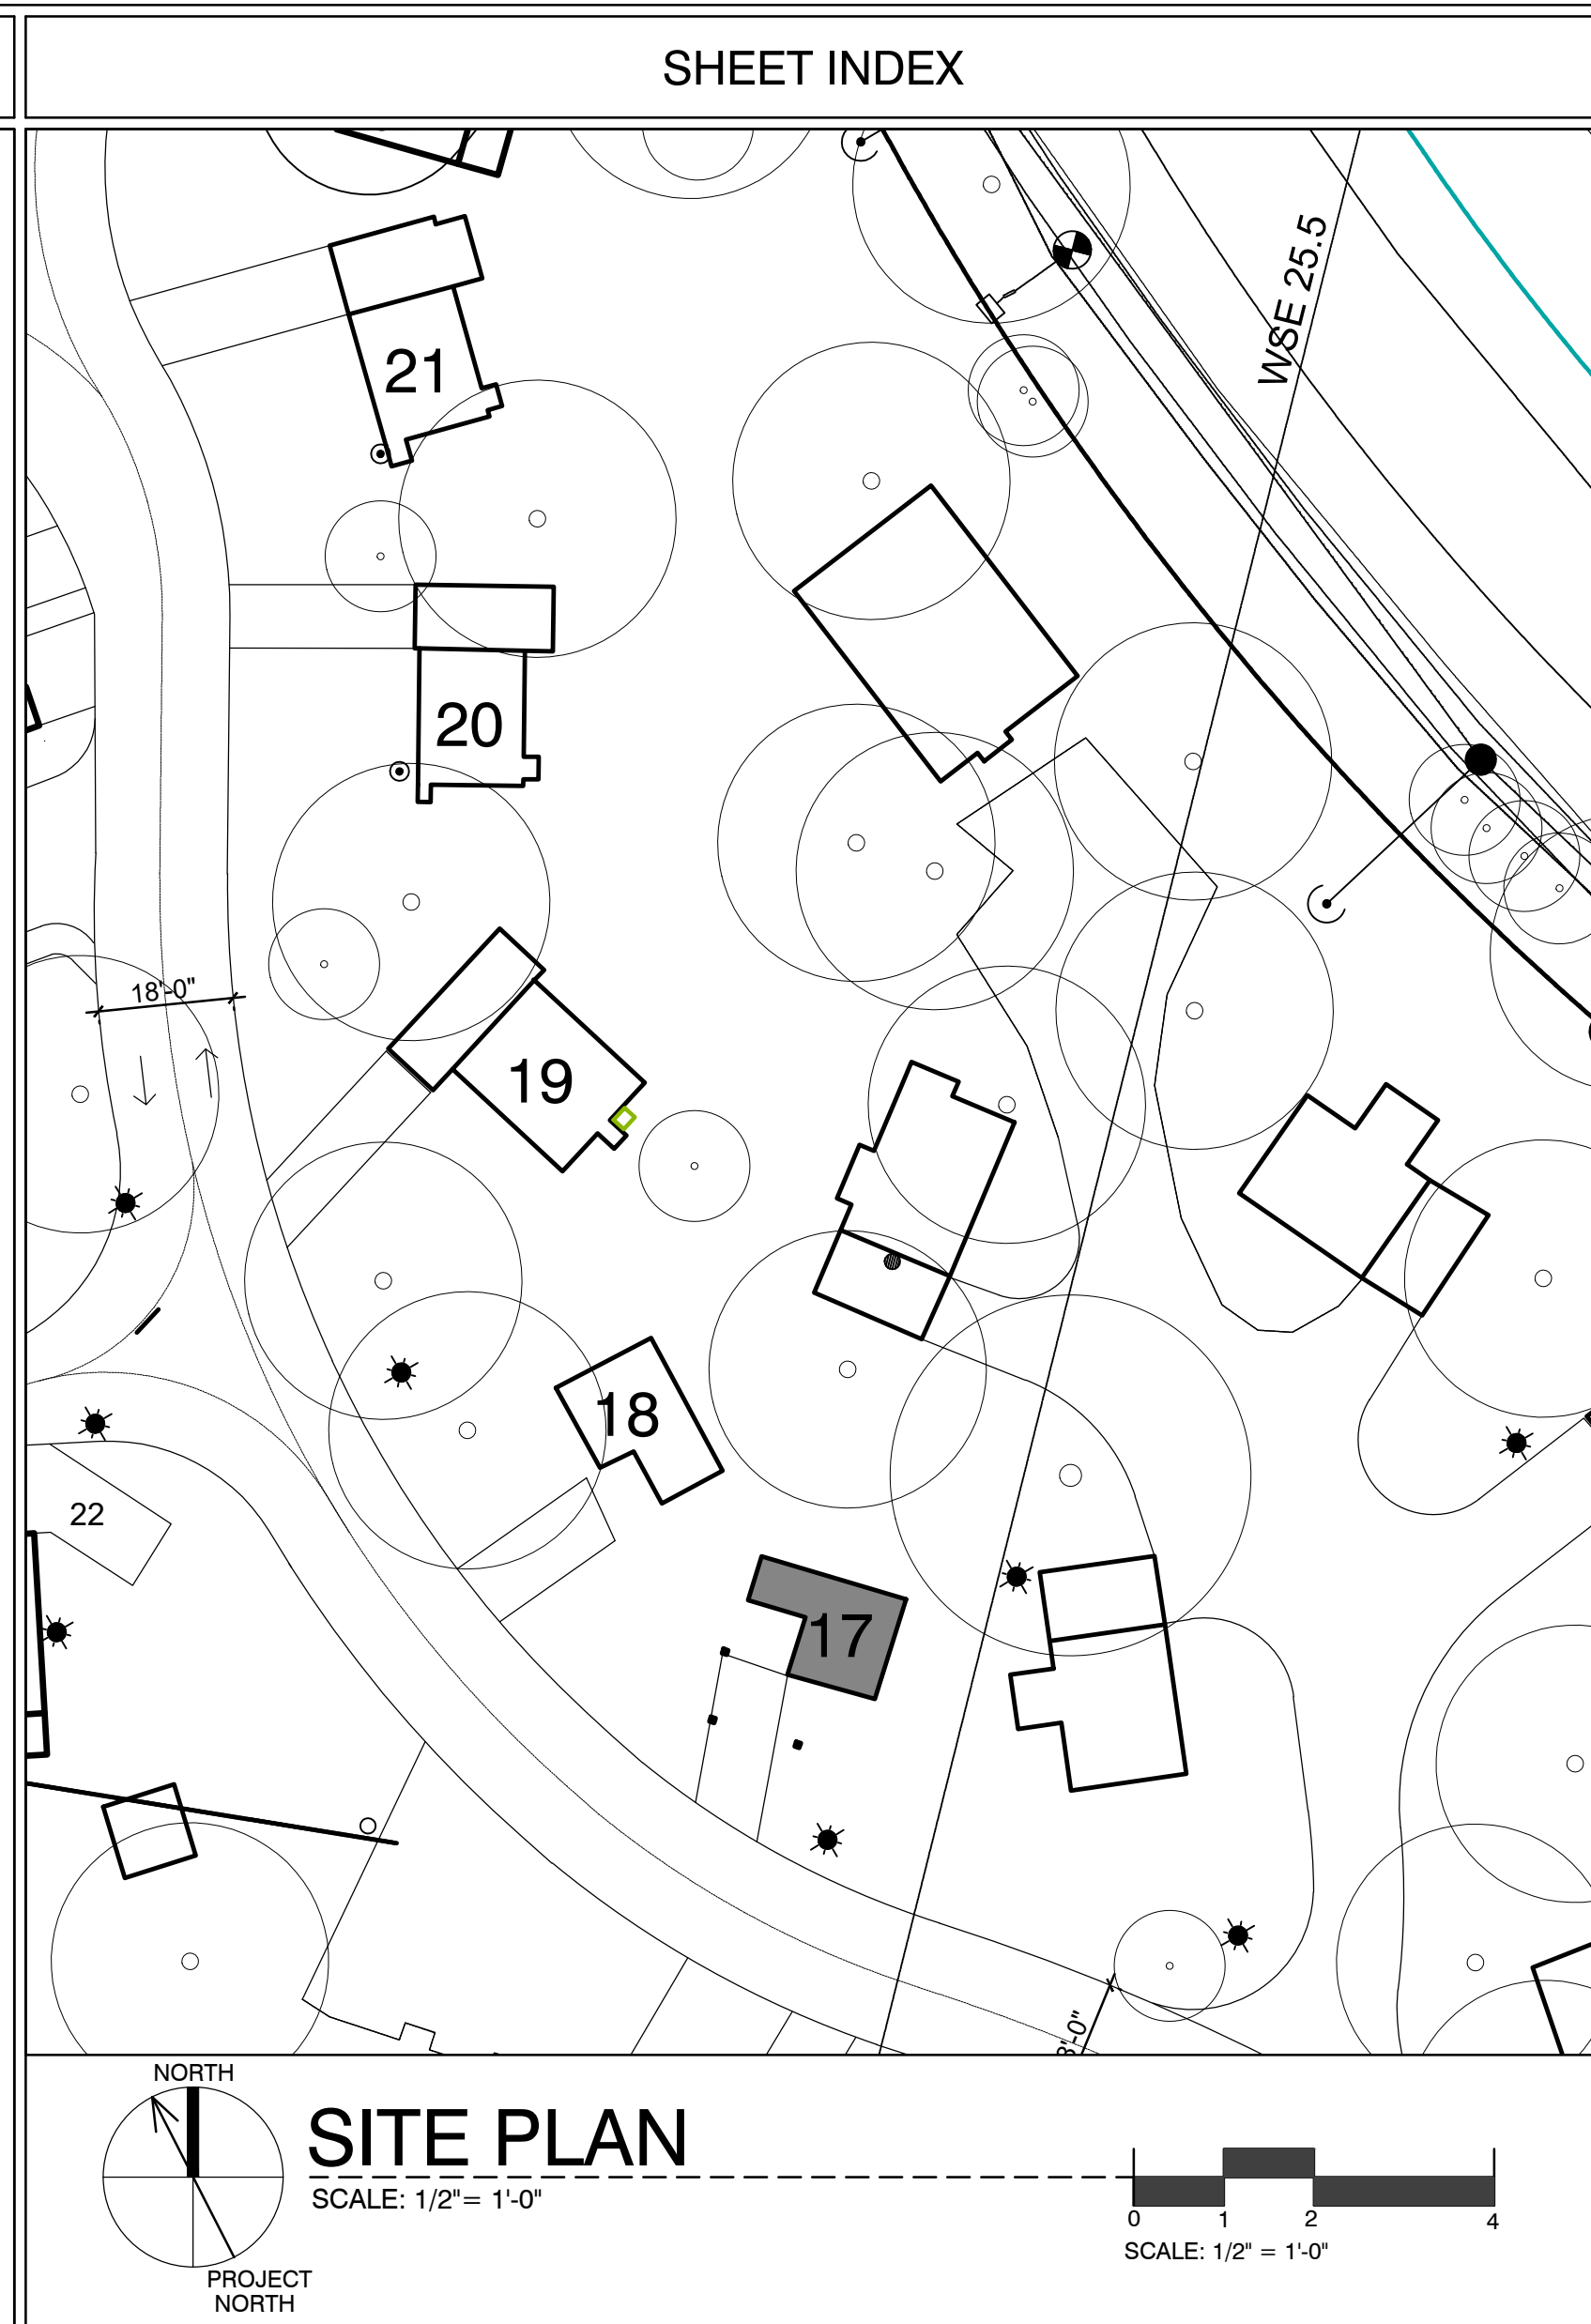 SHEET INDEX
WSE 25.5
21
20
18'-0"
19
18
22
17
NORTH
SITE PLAN
SCALE: 1/2"= 1'-0"
0 1 2 4
SCALE: 1/2" = 1'-0"
PROJECT
NORTH